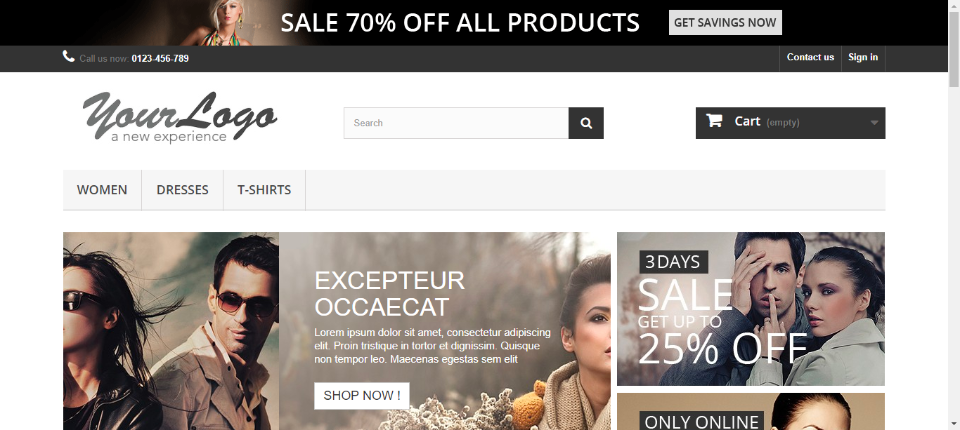 SALE 70% OFF ALL PRODUCTS
GET SAVINGS NOW
Call us now: 0123-456-789
Contact us
Sign in
YourLogo
a new experience
Search
Cart (empty)
WOMEN
DRESSES
T-SHIRTS
EXCEPTEUR
OCCAECAT
Lorem ipsum dolor sit amet, consectetur adipiscing
elit. Proin tristique in tortor et dignissim. Quisque
non tempor leo. Maecenas egestas sem elit
SHOP NOW !
3 DAYS
SALE
GET UP TO
25% OFF
ONLY ONLINE